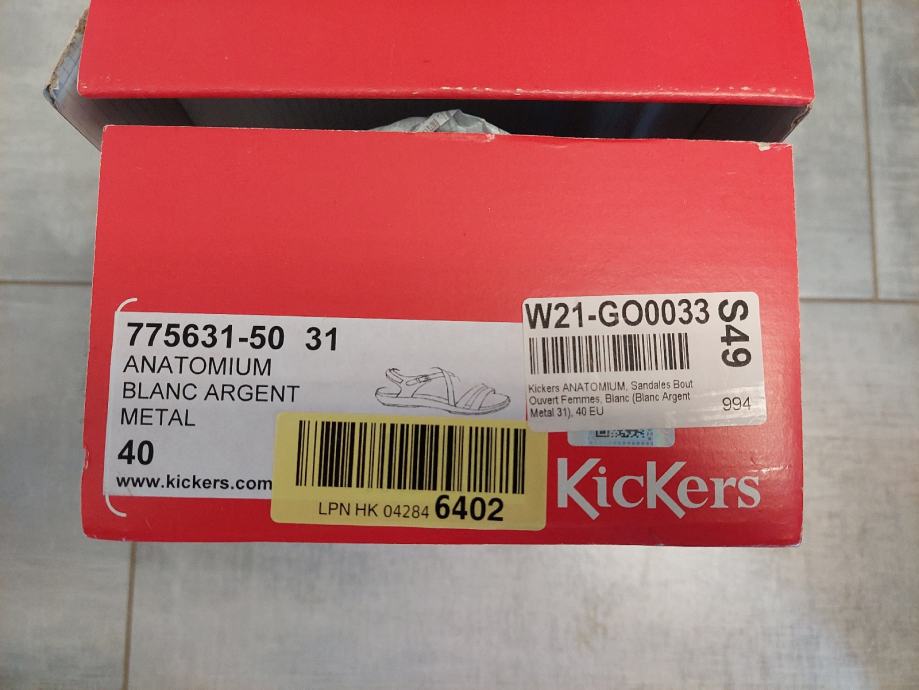 775631-50 31
ANATOMIUM
BLANC ARGENT
METAL
40
www.kickers.com
W21-GO0033
S49
Kickers ANATOMIUM, Sandales Bout
Ouvert Femmes, Blanc (Blanc Argent
Metal 31), 40 EU
994
LPN HK 04284 6402
KicKers